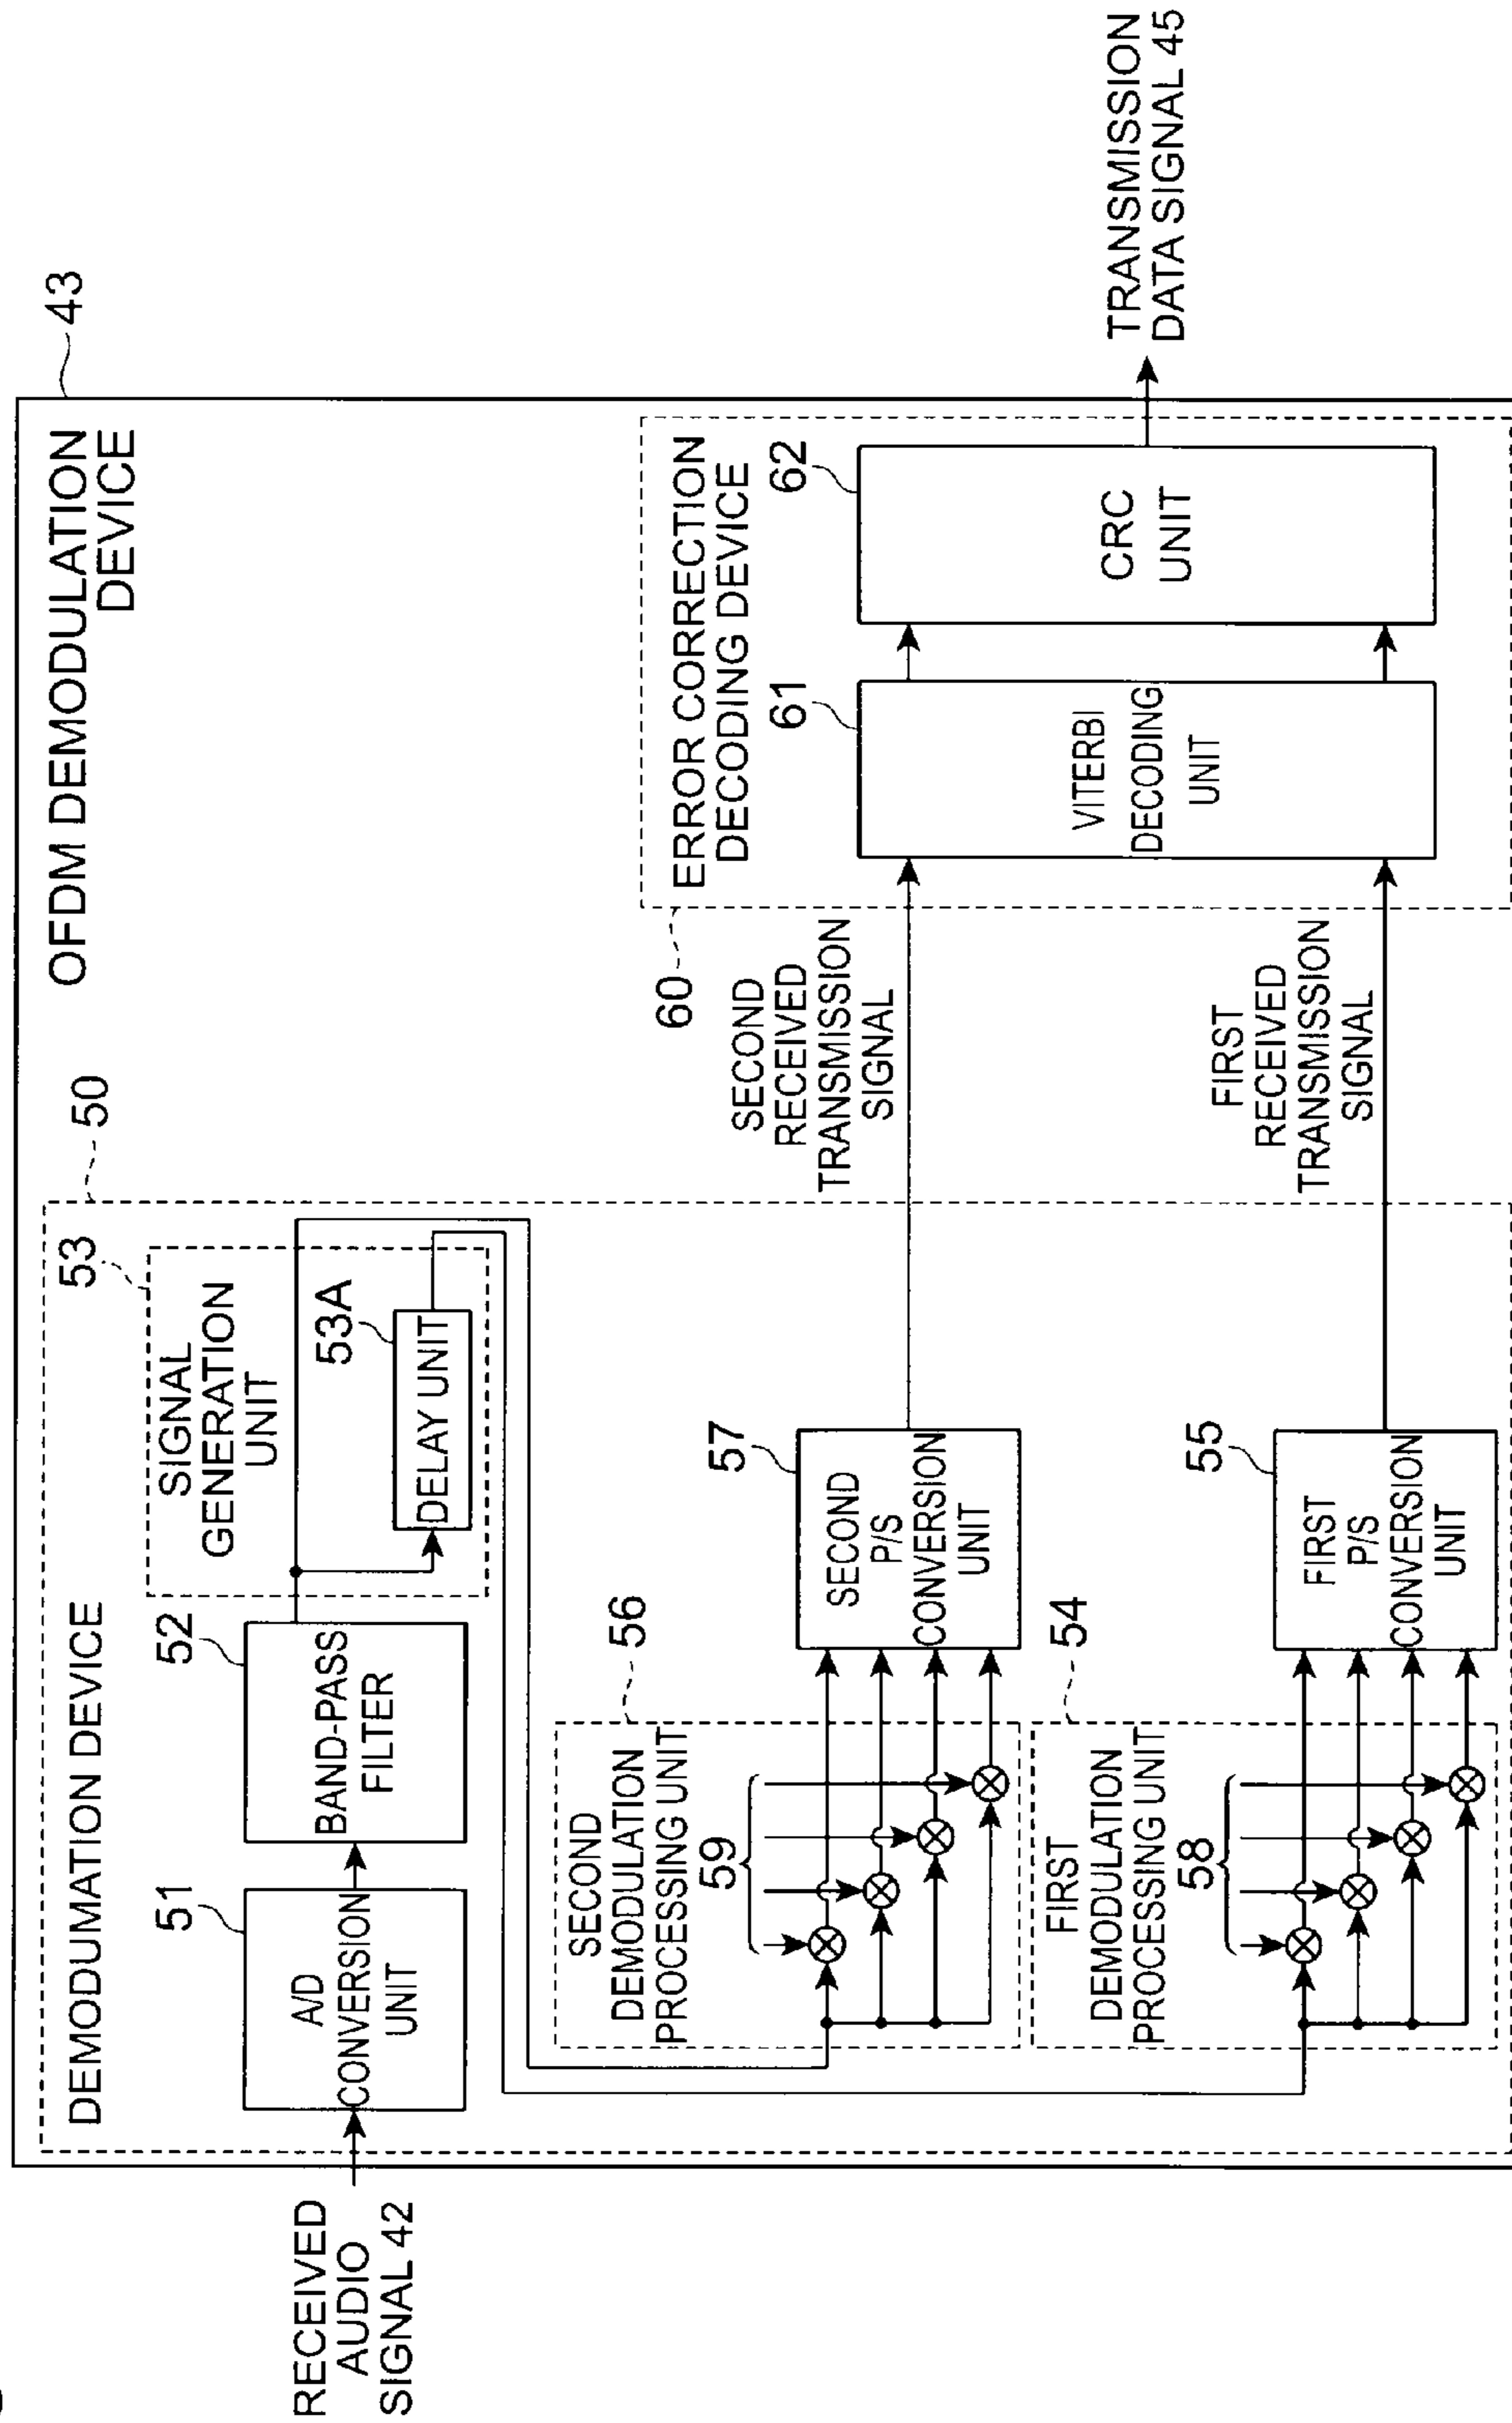 OFDM DEMODULATION
DEVICE
43
DEMODUMATION DEVICE
50
RECEIVED
AUDIO
SIGNAL 42
51
A/D
CONVERSION
UNIT
52
BAND-PASS
FILTER
53
SIGNAL
GENERATION
UNIT
53A
DELAY UNIT
SECOND
DEMODULATION
PROCESSING UNIT
56
59
57
SECOND
P/S
CONVERSION
UNIT
SECOND
RECEIVED
TRANSMISSION
SIGNAL
FIRST
DEMODULATION
PROCESSING UNIT
54
58
55
FIRST
P/S
CONVERSION
UNIT
FIRST
RECEIVED
TRANSMISSION
SIGNAL
60
ERROR CORRECTION
DECODING DEVICE
61
VITERBI
DECODING
UNIT
62
CRC
UNIT
TRANSMISSION
DATA SIGNAL 45